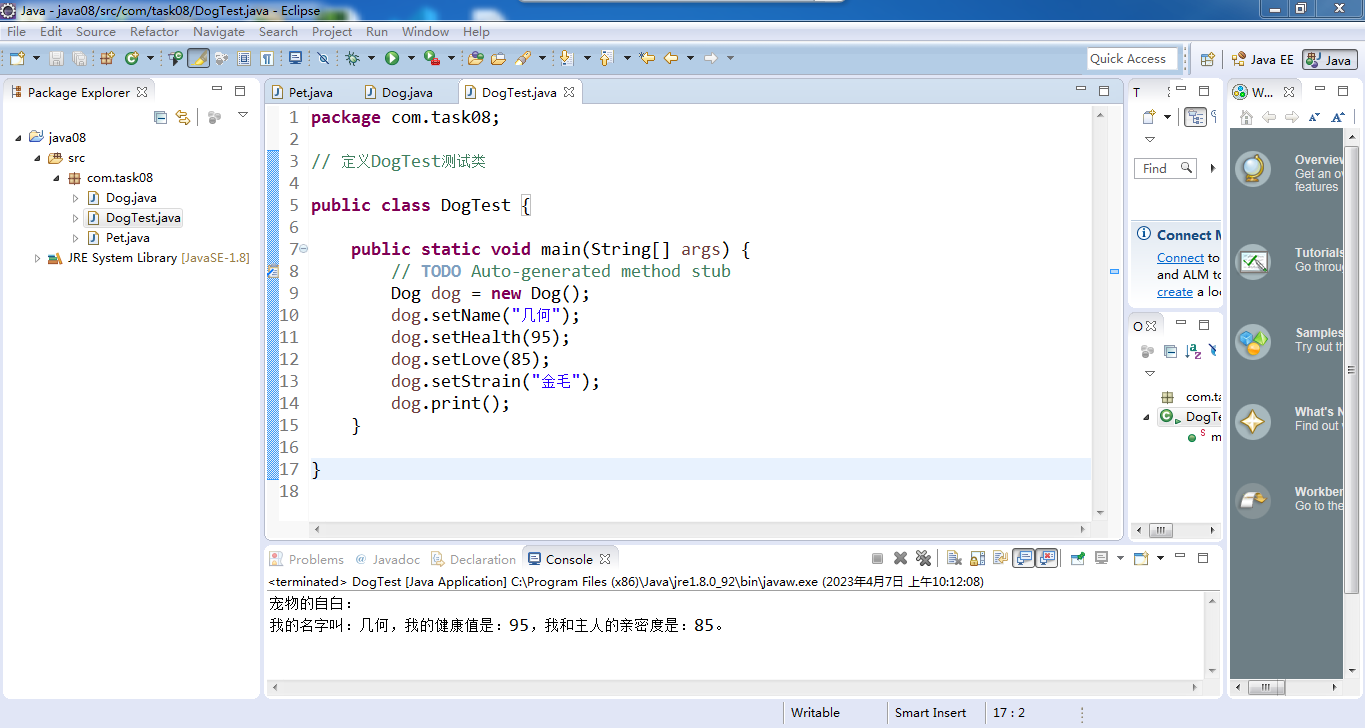 Java - java08/src/com/task08/DogTest.java - Eclipse
File Edit Source Refactor Navigate Search Project Run Window Help
Quick Access
Java EE
Java
Package Explorer
java08
src
com.task08
Dog.java
DogTest.java
Pet.java
JRE System Library [JavaSE-1.8]
Pet.java
Dog.java
DogTest.java
1 package com.task08;
2
3 // 定义DogTest测试类
4
5 public class DogTest {
6
7 public static void main(String[] args) {
8 // TODO Auto-generated method stub
9 Dog dog = new Dog();
10 dog.setName("几何");
11 dog.setHealth(95);
12 dog.setLove(85);
13 dog.setStrain("金毛");
14 dog.print();
15 }
16
17 }
18
T
Find
Connect M
Connect to
and ALM to
create a lo
O
com.ta
DogTe
S m
W...
Overview
Get an ov
features
Tutorials
Go throu
Samples
Try out th
What's N
Find out
Workben
Go to the
Problems @ Javadoc Declaration Console
<terminated> DogTest [Java Application] C:\Program Files (x86)\Java\jre1.8.0_92\bin\javaw.exe (2023年4月7日 上午10:12:08)
宠物的自白：
我的名字叫：几何，我的健康值是：95，我和主人的亲密度是：85。
Writable
Smart Insert
17 : 2